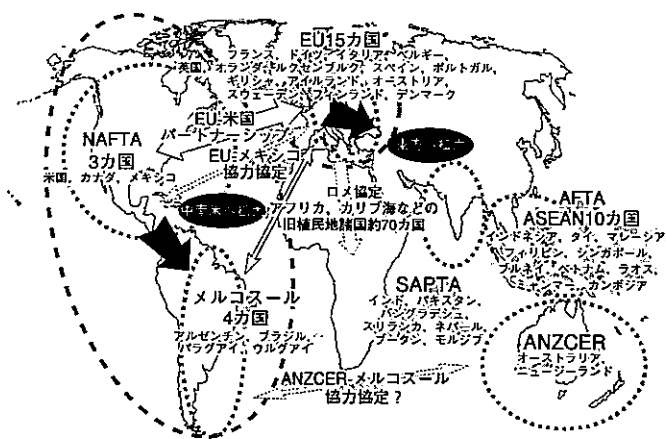 EU15カ国
フランス、ドイツ、イタリア、ベルギー、
英国、オランダ、ルクセンブルク、スペイン、ポルトガル、
ギリシャ、アイルランド、オーストリア、
スウェーデン、フィンランド、デンマーク
EU-米国
パートナーシップ
NAFTA
3カ国
米国、カナダ、メキシコ
EU-メキシコ
協力協定
ロメ協定
アフリカ、カリブ海などの
旧植民地諸国約70カ国
AFTA
ASEAN10カ国
インドネシア、タイ、マレーシア
フィリピン、シンガポール、
ブルネイ、ベトナム、ラオス、
ミャンマー、カンボジア
SAPTA
インド、パキスタン、
バングラデシュ、
スリランカ、ネパール、
ブータン、モルジブ
メルコスール
4カ国
アルゼンチン、ブラジル、
パラグアイ、ウルグアイ
ANZCER
オーストラリア、
ニュージーランド
ANZCER-メルコスール
協力協定？